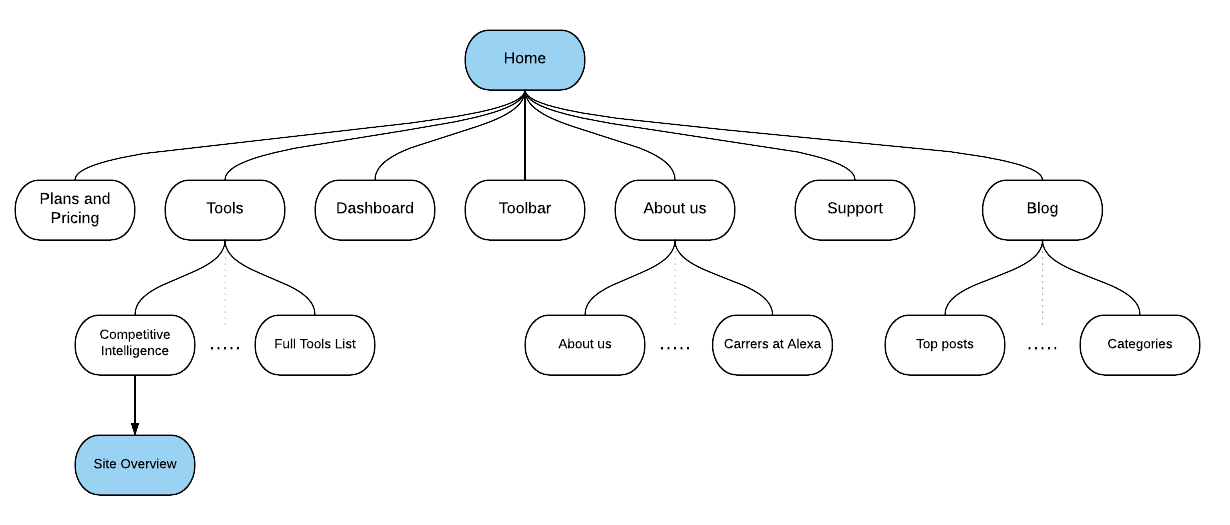 Home
Plans and
Pricing
Tools
Dashboard
Toolbar
About us
Support
Blog
Competitive
Intelligence
.....
Full Tools List
About us
.....
Carrers at Alexa
Top posts
.....
Categories
Site Overview